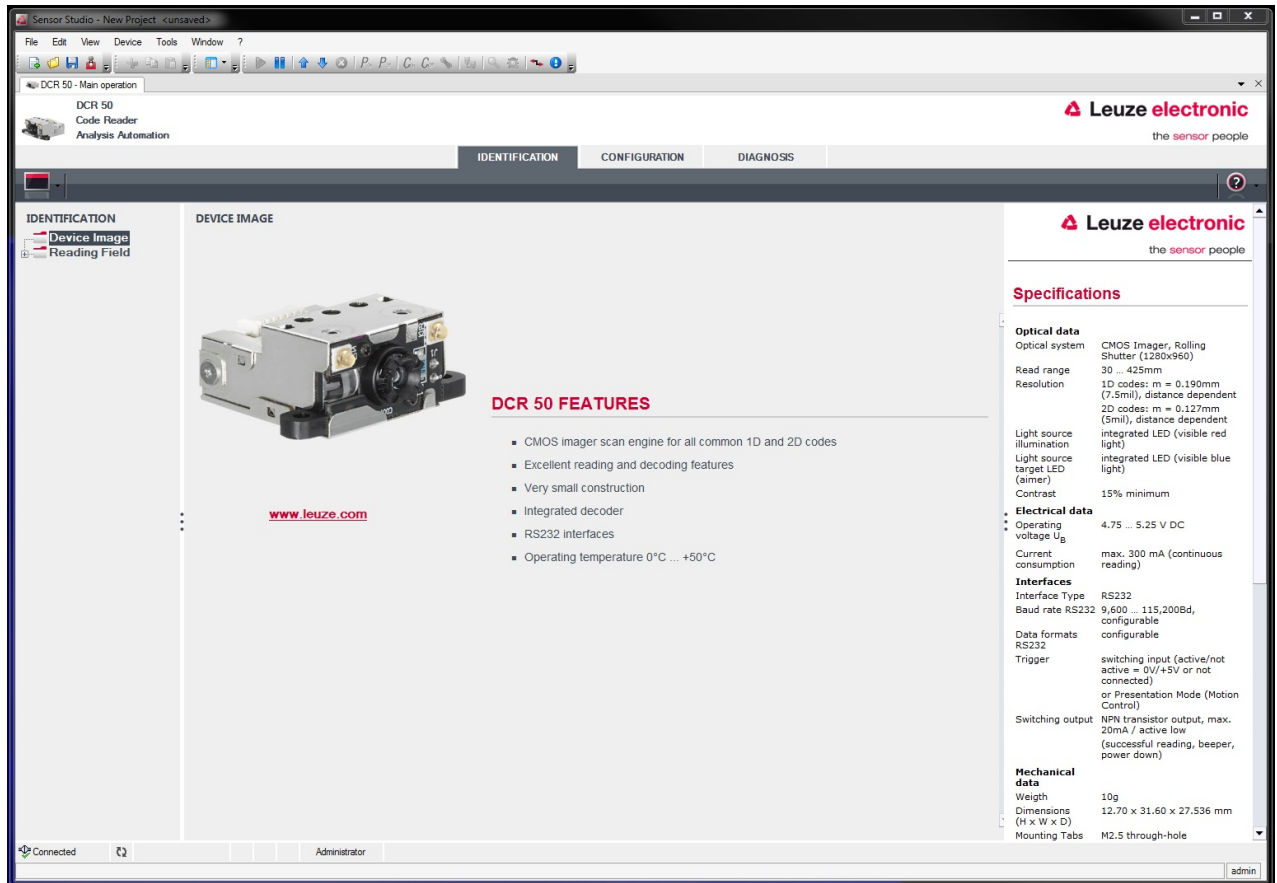 Sensor Studio - New Project <unsaved>
File Edit View Device Tools Window ?
DCR 50 - Main operation
DCR 50
Code Reader
Analysis Automation
Leuze electronic
the sensor people
IDENTIFICATION CONFIGURATION DIAGNOSIS
IDENTIFICATION
Device Image
Reading Field
DEVICE IMAGE
www.leuze.com
DCR 50 FEATURES
CMOS imager scan engine for all common 1D and 2D codes
Excellent reading and decoding features
Very small construction
Integrated decoder
RS232 interfaces
Operating temperature 0°C ... +50°C
Leuze electronic
the sensor people
Specifications
Optical data
Optical system CMOS Imager, Rolling
Shutter (1280x960)
Read range 30 ... 425mm
Resolution 1D codes: m = 0.190mm
(7.5mil), distance dependent
2D codes: m = 0.127mm
(5mil), distance dependent
Light source integrated LED (visible red
illumination light)
Light source integrated LED (visible blue
target LED light)
(aimer)
Contrast 15% minimum
Electrical data
Operating 4.75 ... 5.25 V DC
voltage UB
Current max. 300 mA (continuous
consumption reading)
Interfaces
Interface Type RS232
Baud rate RS232 9,600 ... 115,200Bd,
configurable
Data formats configurable
RS232
Trigger switching input (active/not
active = 0V/+5V or not
connected)
or Presentation Mode (Motion
Control)
Switching output NPN transistor output, max.
20mA / active low
(successful reading, beeper,
power down)
Mechanical
data
Weigth 10g
Dimensions 12.70 x 31.60 x 27.536 mm
(H x W x D)
Mounting Tabs M2.5 through-hole
Connected Administrator
admin